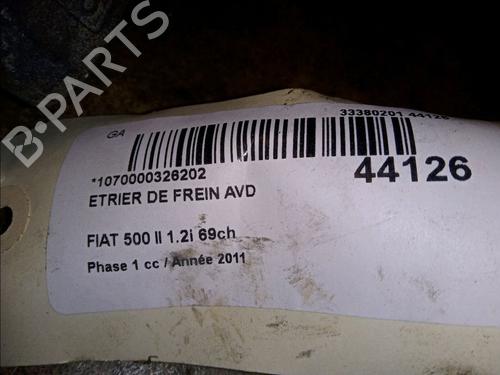 B-PARTS
GA
33380201 44126
*1070000326202
44126
ETRIER DE FREIN AVD
FIAT 500 II 1.2i 69ch
Phase 1 cc / Année 2011